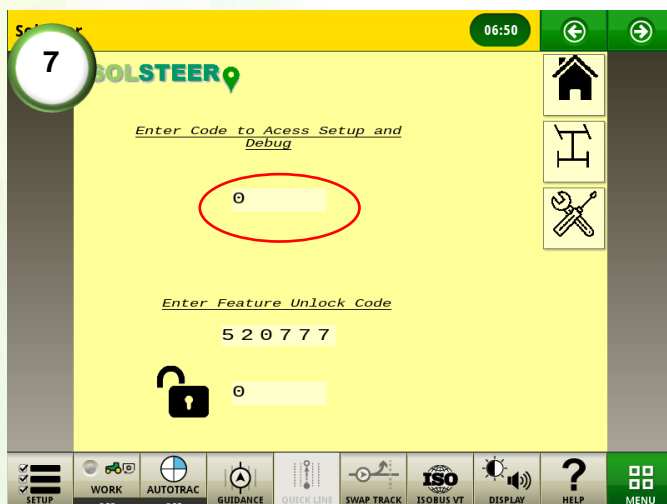 06:50
7
SOLSTEER
Enter Code to Acess Setup and
Debug
0
Enter Feature Unlock Code
520777
0
SETUP
WORK
AUTOTRAC
GUIDANCE
QUICK LINE
SWAP TRACK
ISO
ISOBUS VT
DISPLAY
?
HELP
MENU